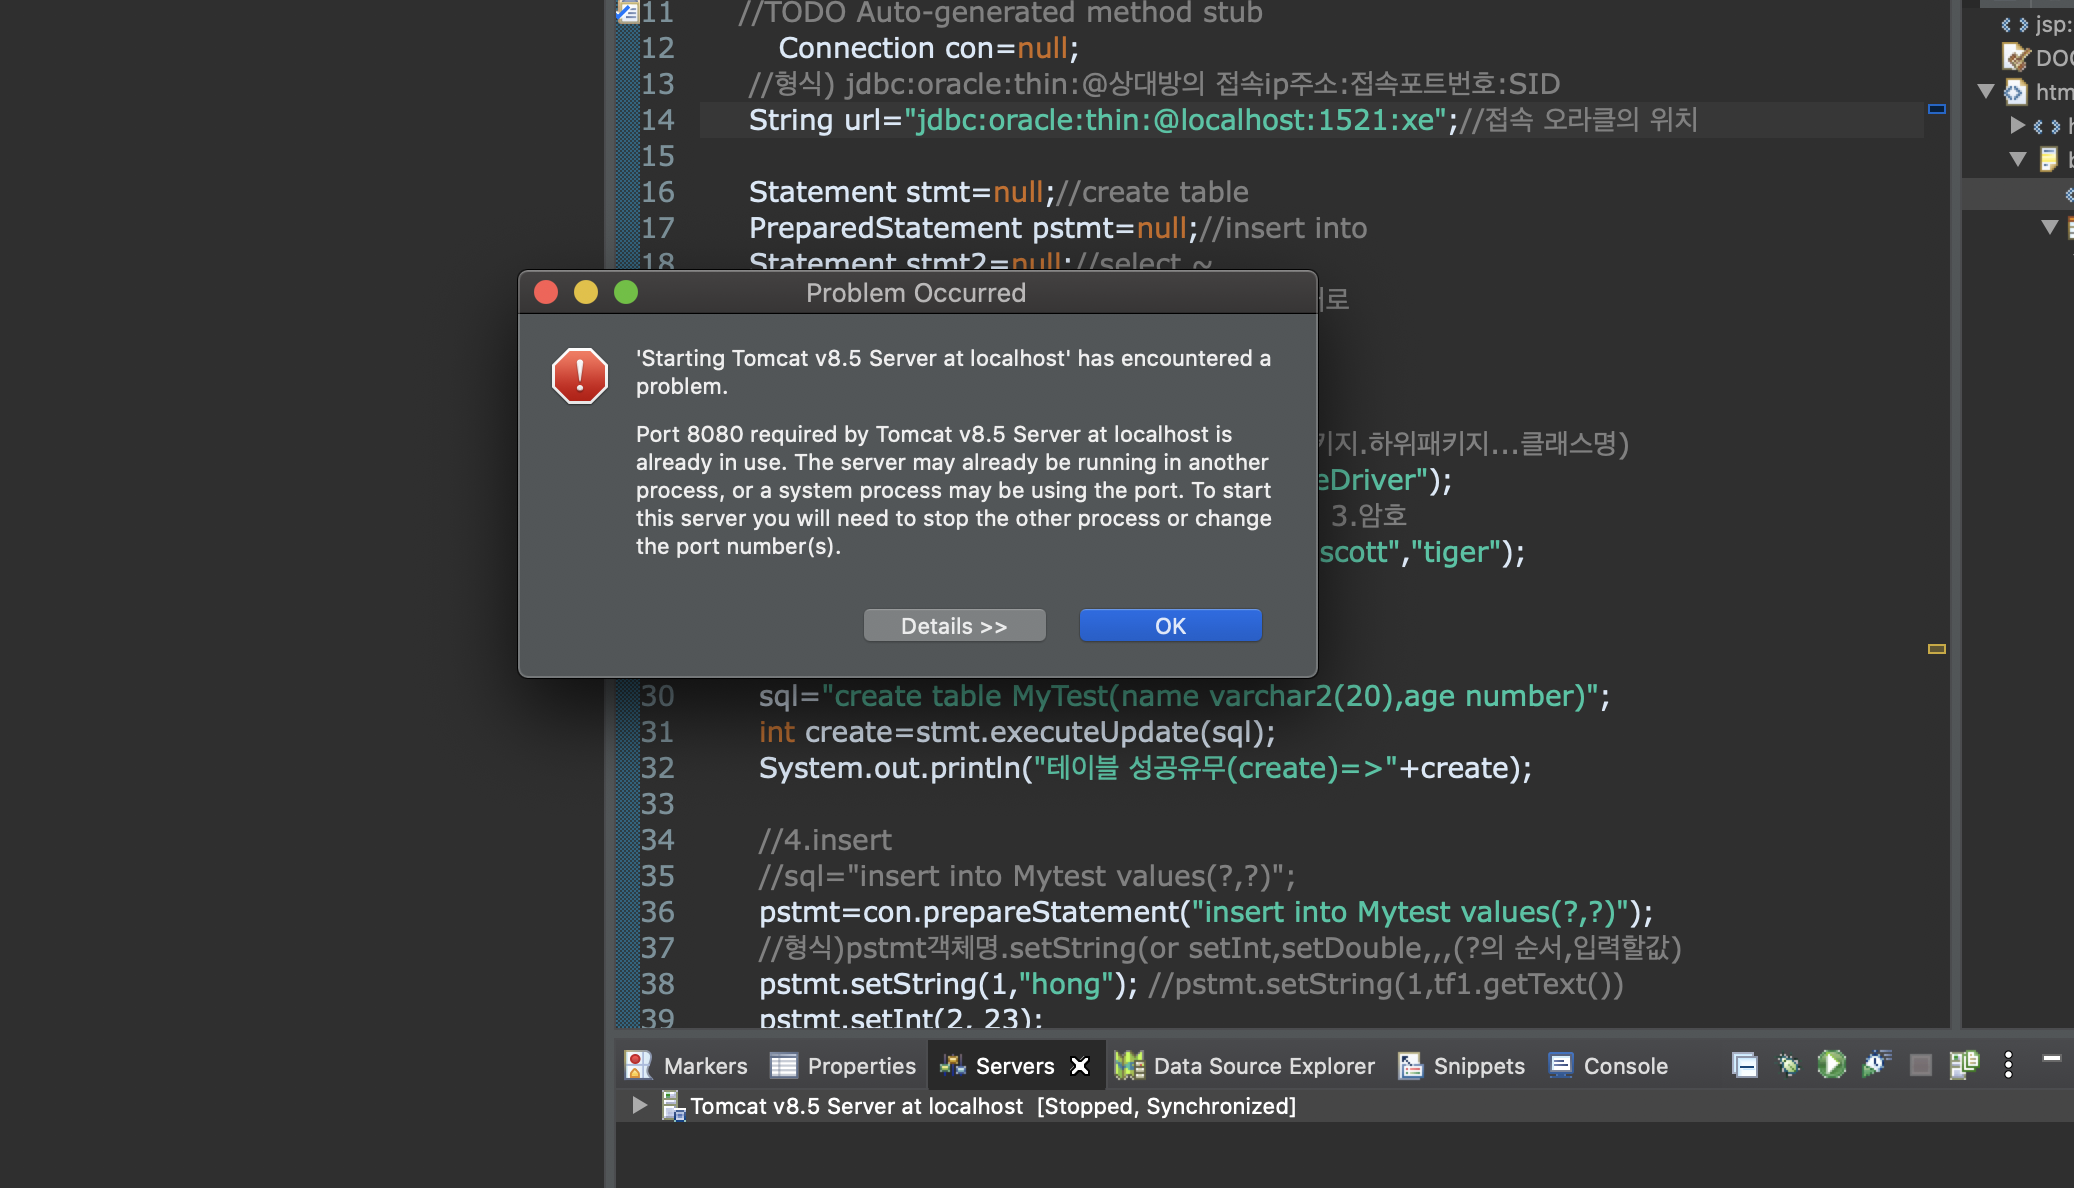 11 //TODO Auto-generated method stub
12 Connection con=null;
13 //형식) jdbc:oracle:thin:@상대방의 접속ip주소:접속포트번호:SID
14 String url="jdbc:oracle:thin:@localhost:1521:xe";//접속 오라클의 위치
15
16 Statement stmt=null;//create table
17 PreparedStatement pstmt=null;//insert into
18 Statement stmt2=null;//select ~
로
Problem Occurred
'Starting Tomcat v8.5 Server at localhost' has encountered a
problem.
Port 8080 required by Tomcat v8.5 Server at localhost is
already in use. The server may already be running in another
process, or a system process may be using the port. To start
this server you will need to stop the other process or change
the port number(s).
Details >>
OK
키지.하위패키지...클래스명)
eDriver");
3.암호
scott","tiger");
30 sql="create table MyTest(name varchar2(20),age number)";
31 int create=stmt.executeUpdate(sql);
32 System.out.println("테이블 성공유무(create)=>"+create);
33
34 //4.insert
35 //sql="insert into Mytest values(?,?)";
36 pstmt=con.prepareStatement("insert into Mytest values(?,?)");
37 //형식)pstmt객체명.setString(or setInt,setDouble,,,(?의 순서,입력할값)
38 pstmt.setString(1,"hong"); //pstmt.setString(1,tf1.getText())
39 pstmt.setInt(2, 23);
jsp:
DOC
htm
Markers Properties Servers Data Source Explorer Snippets Console
Tomcat v8.5 Server at localhost [Stopped, Synchronized]